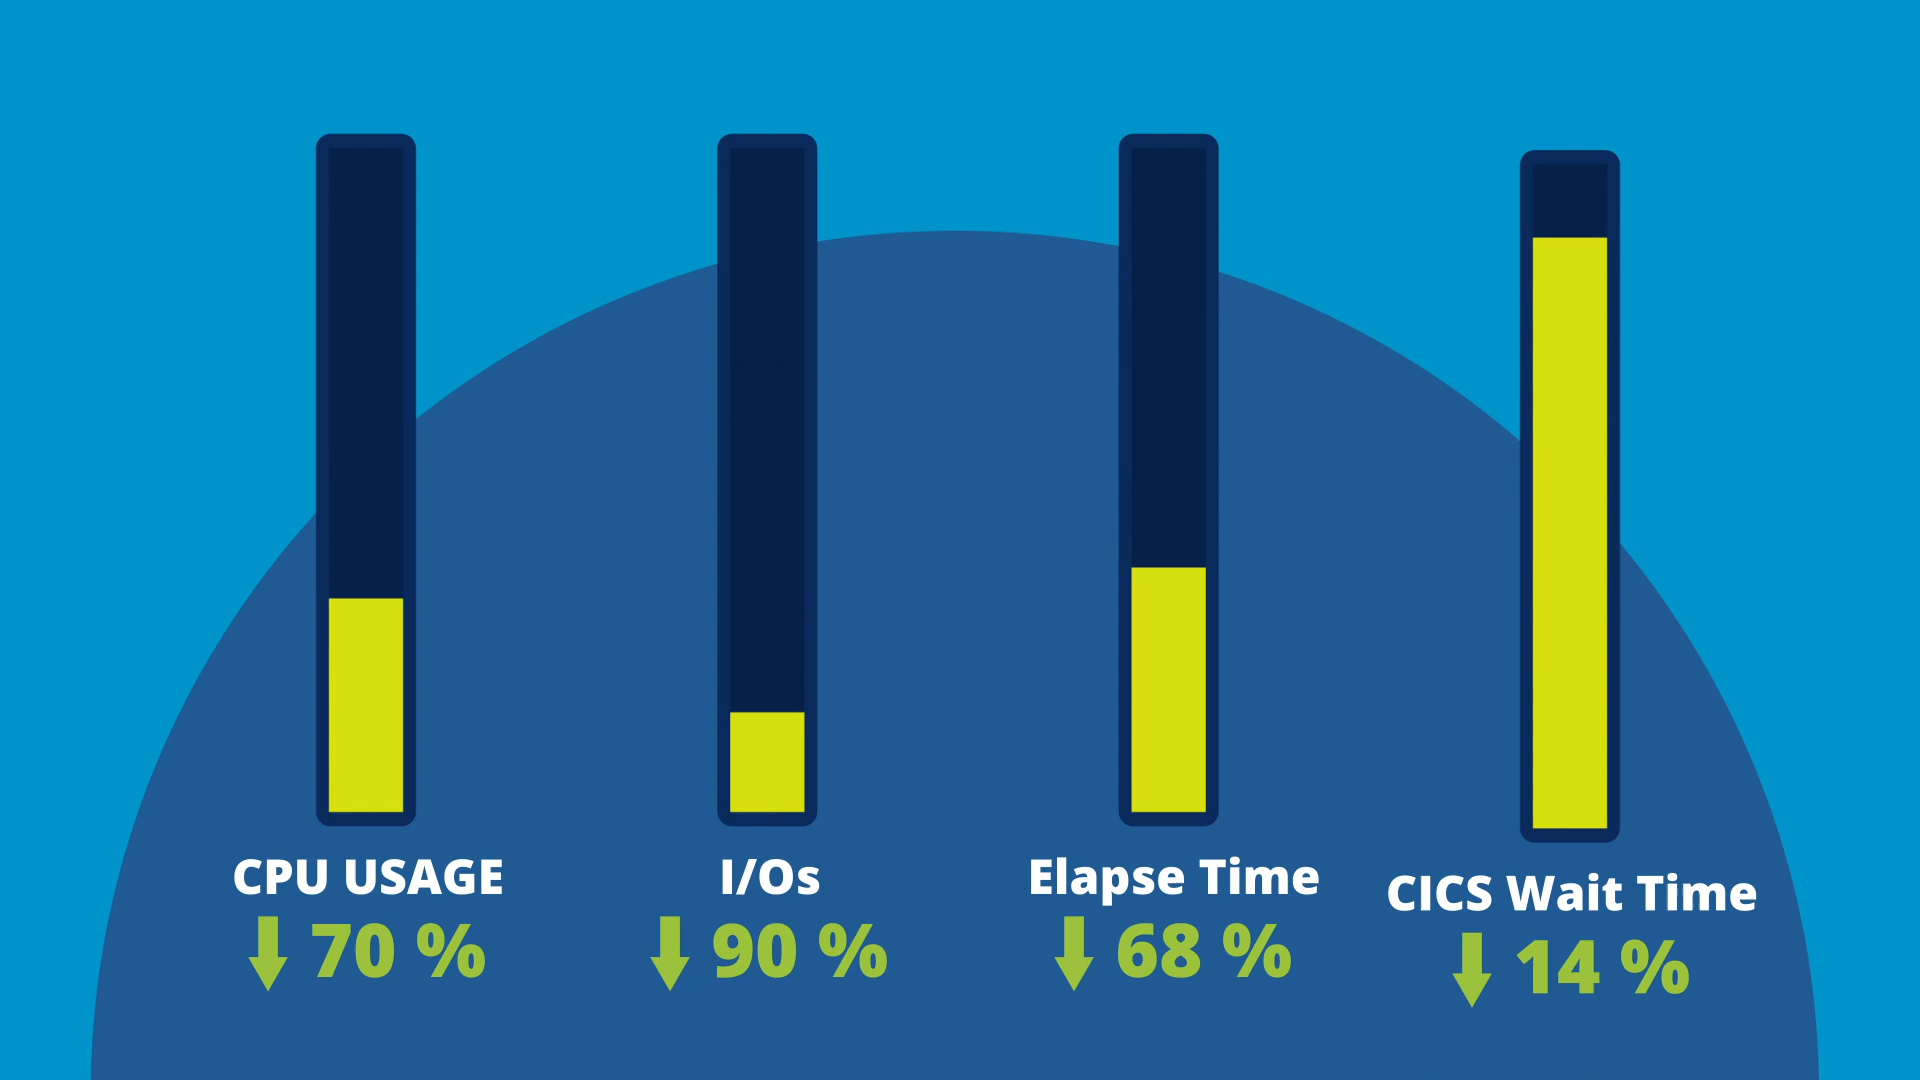 CPU USAGE
70 %
I/Os
90 %
Elapse Time
68 %
CICS Wait Time
14 %